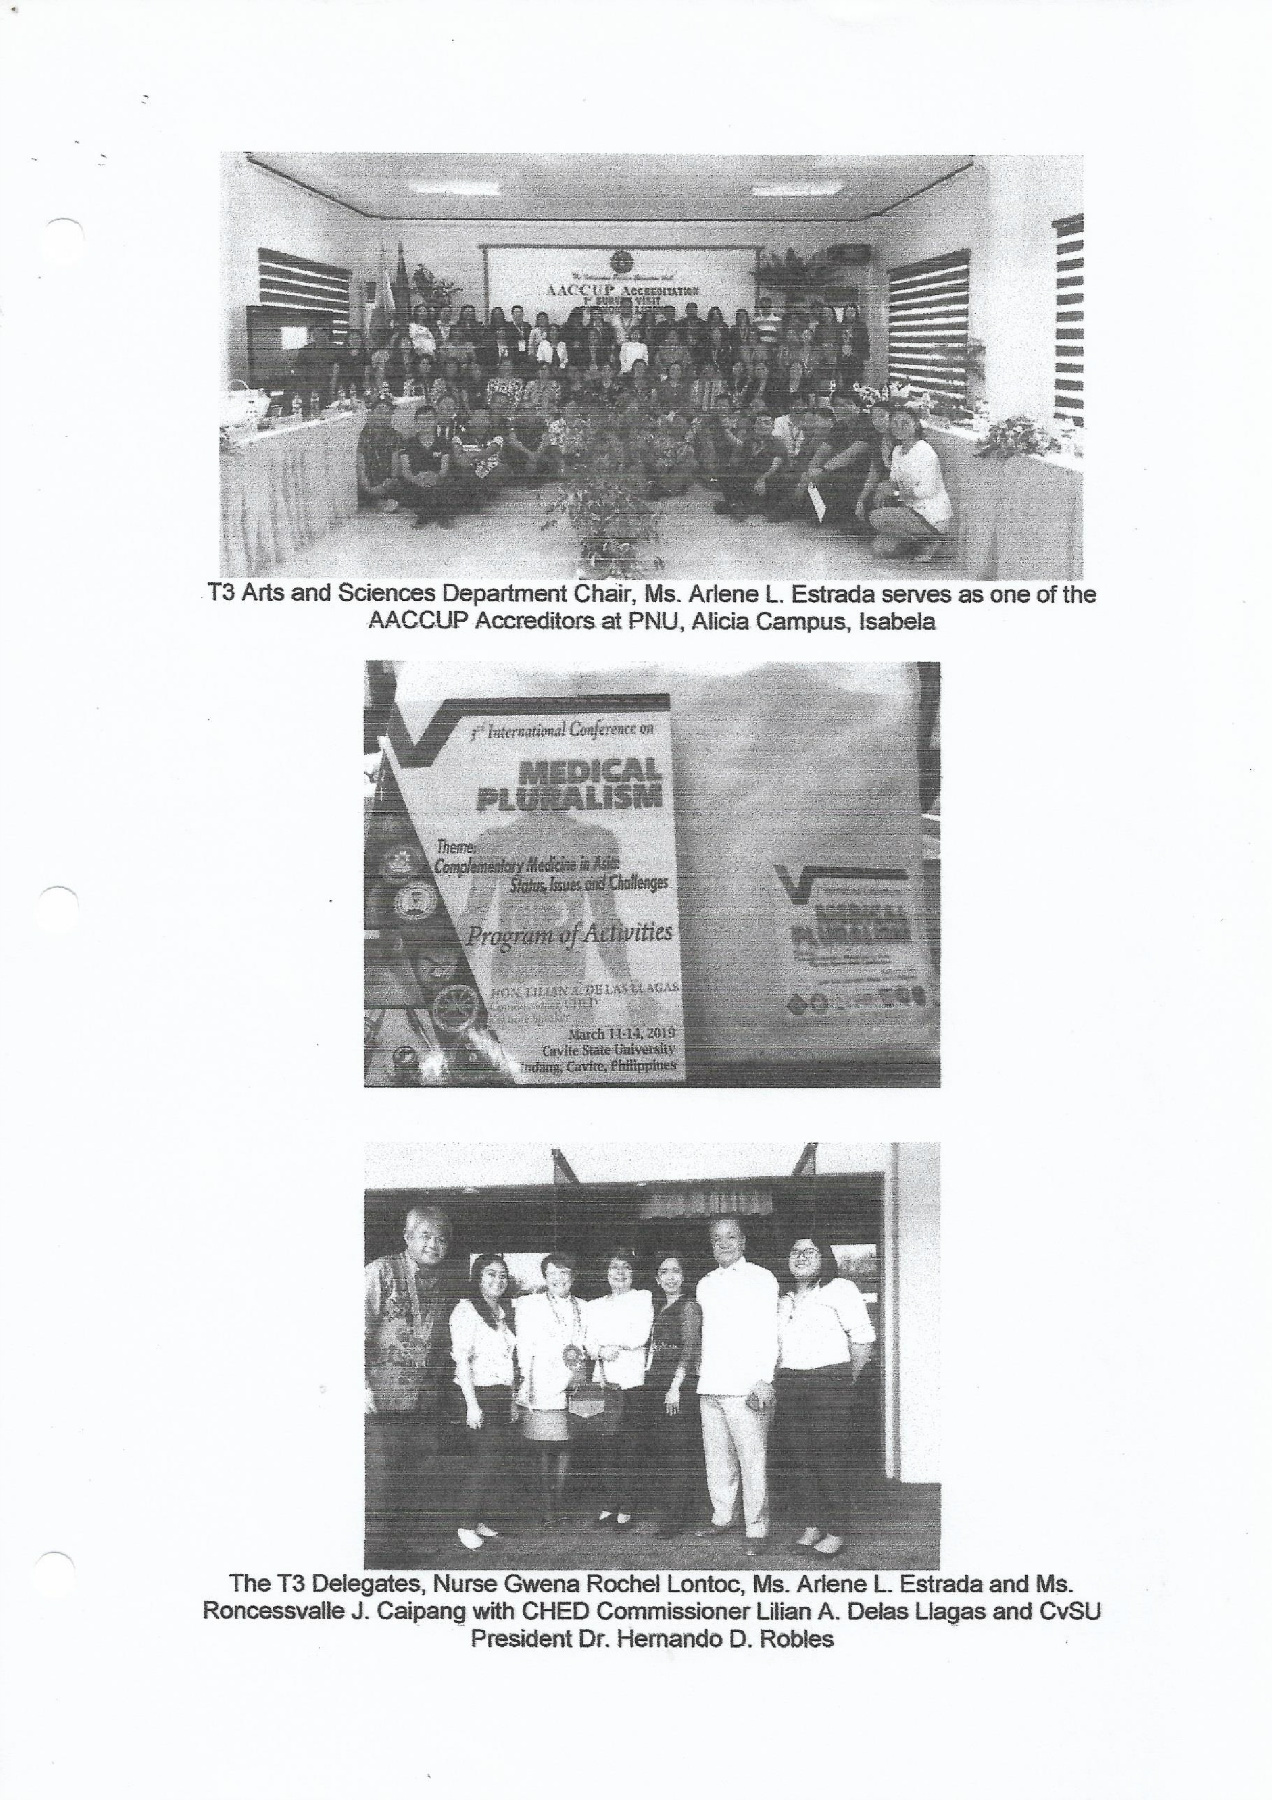 AACCUP ACCREDITATION
1st SURVEY VISIT
T3 Arts and Sciences Department Chair, Ms. Arlene L. Estrada serves as one of the
AACCUP Accreditors at PNU, Alicia Campus, Isabela
3rd International Conference on
MEDICAL
PLURALISM
Theme:
Complementary Medicine in Asia:
Status, Issues and Challenges
Program of Activities
HON. LILIAN A. DE LAS LLAGAS
Commissioner, CHED
March 11-14, 2019
Cavite State University
Indang, Cavite, Philippines
MEDICAL
PLURALISM
The T3 Delegates, Nurse Gwena Rochel Lontoc, Ms. Arlene L. Estrada and Ms.
Roncessvalle J. Caipang with CHED Commissioner Lilian A. Delas Llagas and CvSU
President Dr. Hernando D. Robles